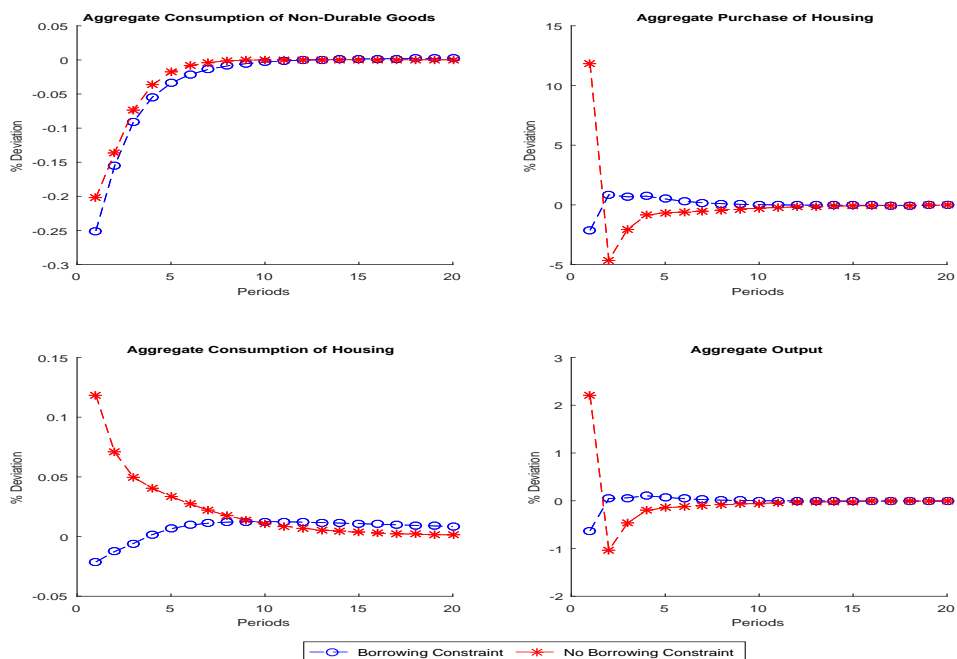 Aggregate Consumption of Non-Durable Goods
0.05
0
-0.05
-0.1
-0.15
-0.2
-0.25
-0.3
% Deviation
0 5 10 15 20
Periods
Aggregate Purchase of Housing
15
10
5
0
-5
% Deviation
0 5 10 15 20
Periods
Aggregate Consumption of Housing
0.15
0.1
0.05
0
-0.05
% Deviation
0 5 10 15 20
Periods
Aggregate Output
3
2
1
0
-1
-2
% Deviation
0 5 10 15 20
Periods
Borrowing Constraint No Borrowing Constraint